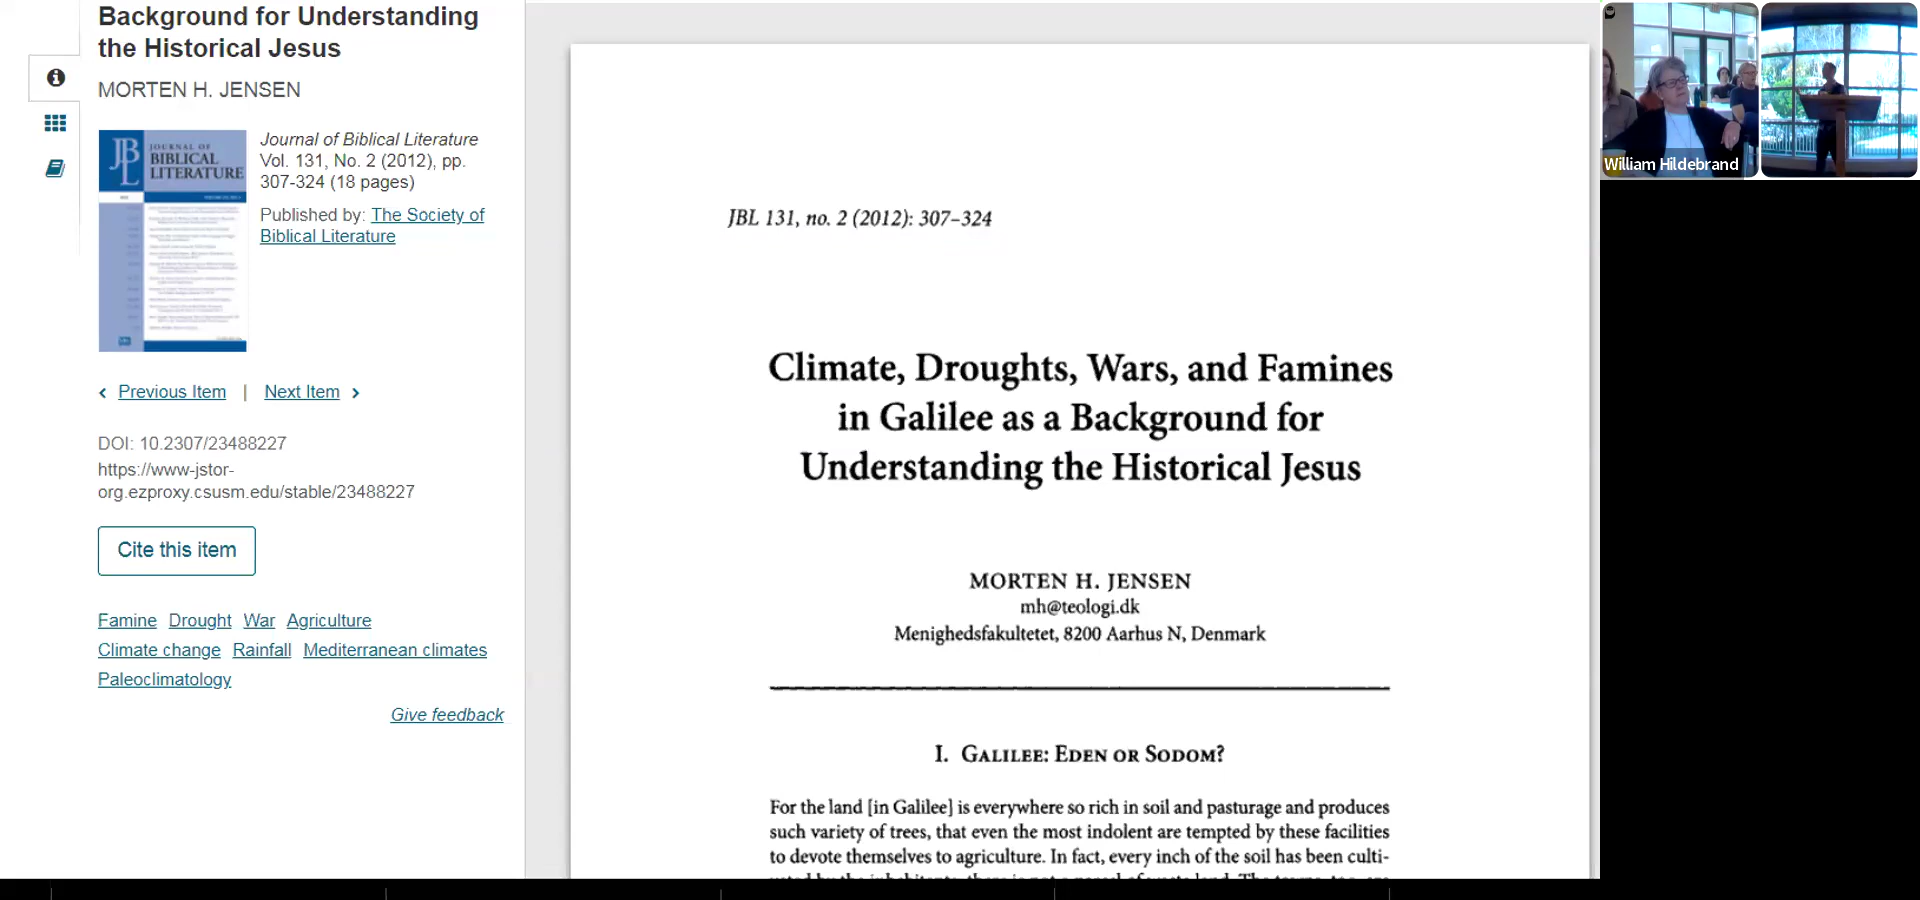 Background for Understanding
the Historical Jesus
MORTEN H. JENSEN
JOURNAL OF
BIBLICAL
LITERATURE
JBL
Journal of Biblical Literature
Vol. 131, No. 2 (2012), pp.
307-324 (18 pages)
Published by: The Society of
Biblical Literature
Previous Item | Next Item
DOI: 10.2307/23488227
https://www-jstor-
org.ezproxy.csusm.edu/stable/23488227
Cite this item
Famine Drought War Agriculture
Climate change Rainfall Mediterranean climates
Paleoclimatology
Give feedback
JBL 131, no. 2 (2012): 307–324
Climate, Droughts, Wars, and Famines
in Galilee as a Background for
Understanding the Historical Jesus
MORTEN H. JENSEN
mh@teologi.dk
Menighedsfakultetet, 8200 Aarhus N, Denmark
I. GALILEE: EDEN OR SODOM?
For the land [in Galilee] is everywhere so rich in soil and pasturage and produces
such variety of trees, that even the most indolent are tempted by these facilities
to devote themselves to agriculture. In fact, every inch of the soil has been culti-
William Hildebrand